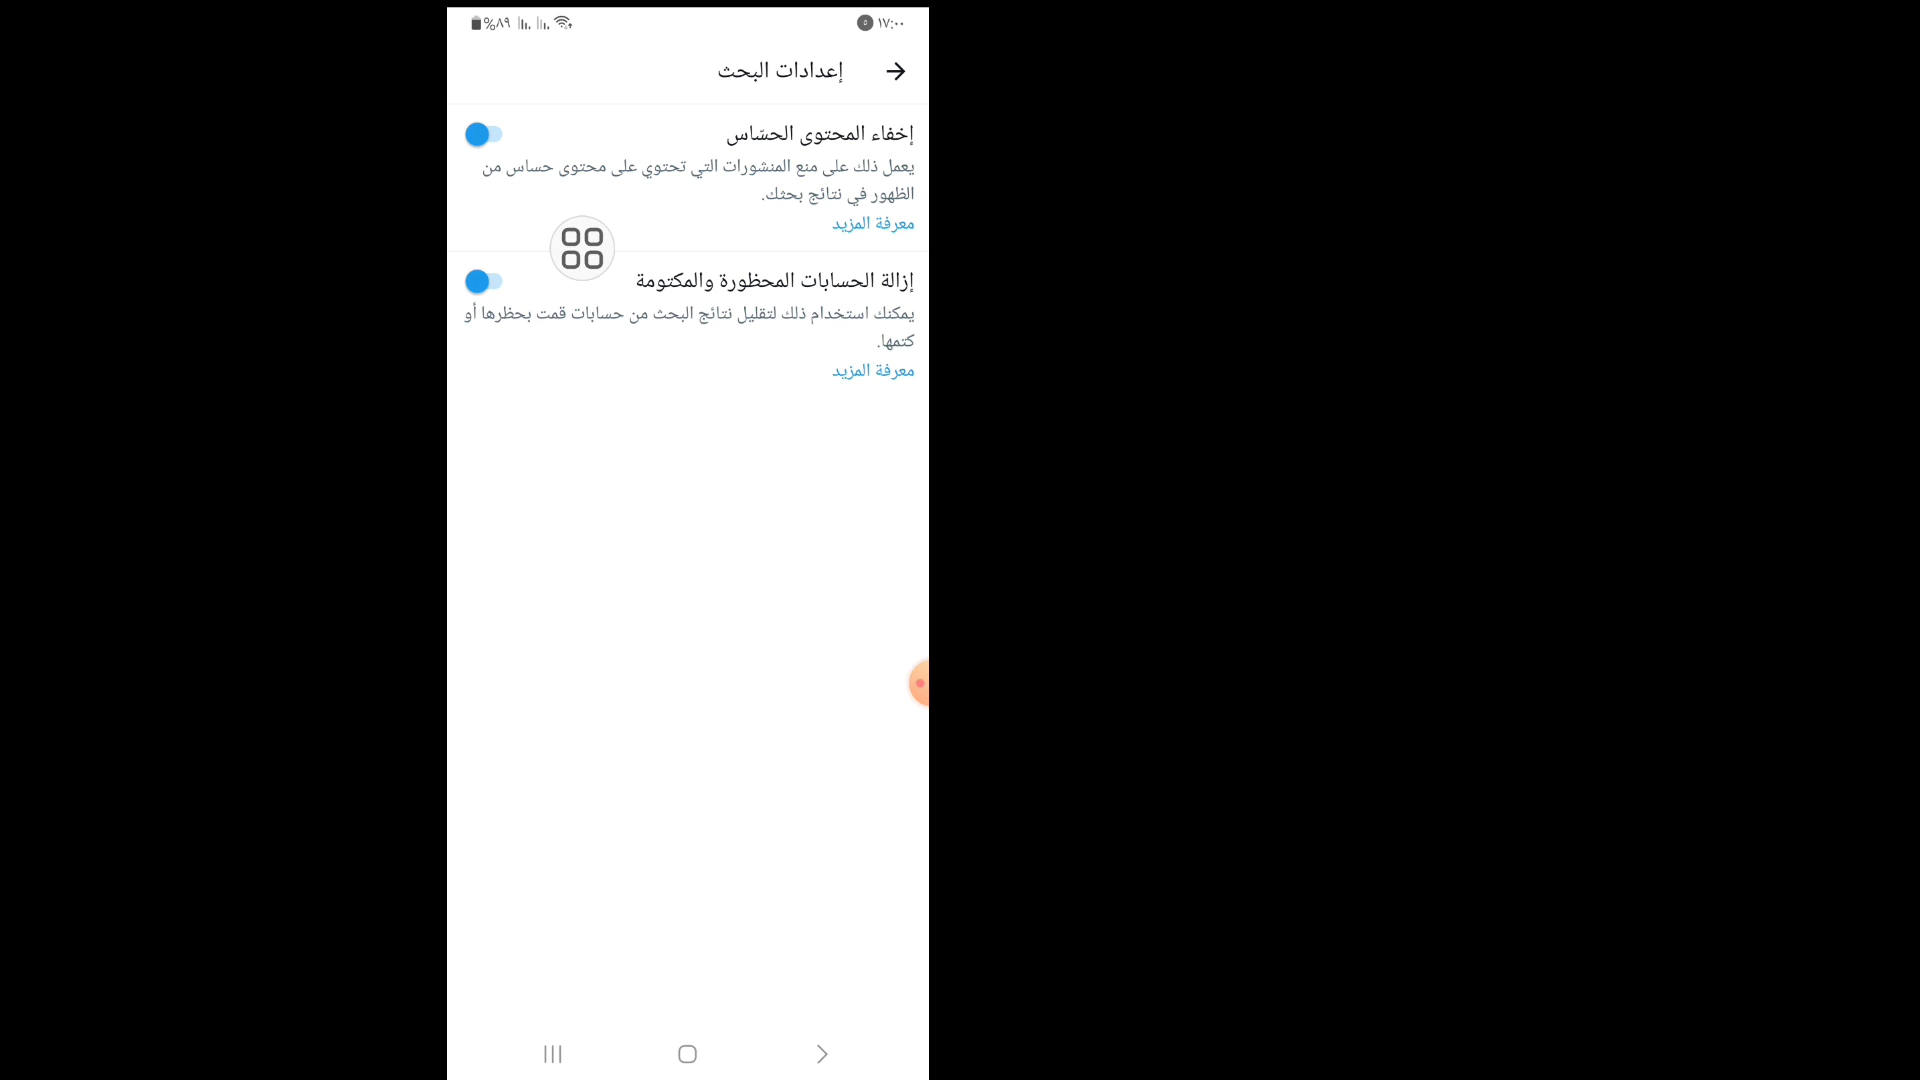 ١٧:٠٠ ٥
%٨٩
إعدادات البحث
إخفاء المحتوى الحسّاس
يعمل ذلك على منع المنشورات التي تحتوي على محتوى حساس من
الظهور في نتائج بحثك.
معرفة المزيد
إزالة الحسابات المحظورة والمكتومة
يمكنك استخدام ذلك لتقليل نتائج البحث من حسابات قمت بحظرها أو
كتمها.
معرفة المزيد